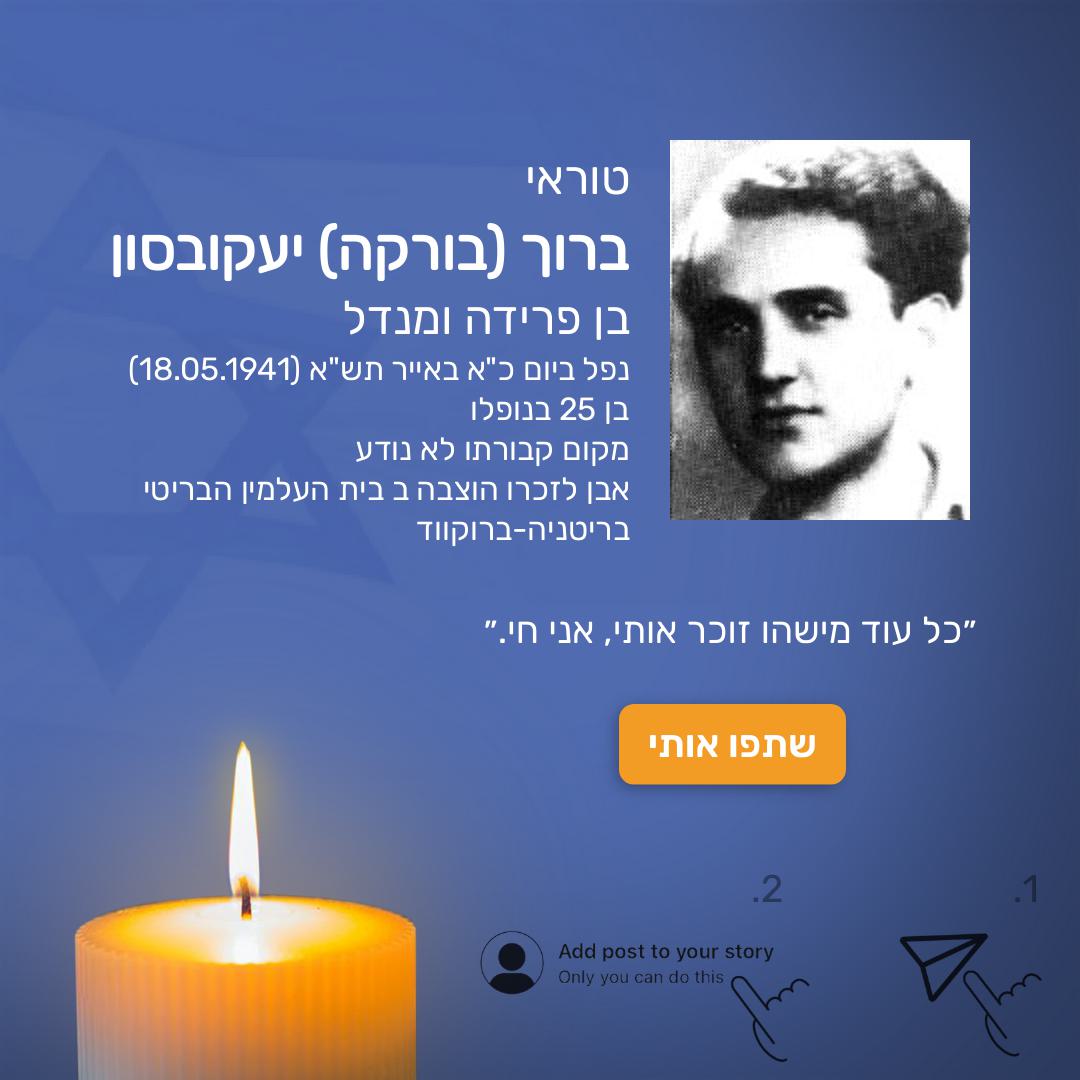 טוראי
ברוך (בורקה) יעקובסון
בן פרידה ומנדל
נפל ביום כ"א באייר תש"א (18.05.1941)
בן 25 בנופלו
מקום קבורתו לא נודע
אבן לזכרו הוצבה ב בית העלמין הבריטי
בריטניה-ברוקווד
״כל עוד מישהו זוכר אותי, אני חי.״
שתפו אותי
.1
.2
Add post to your story
Only you can do this